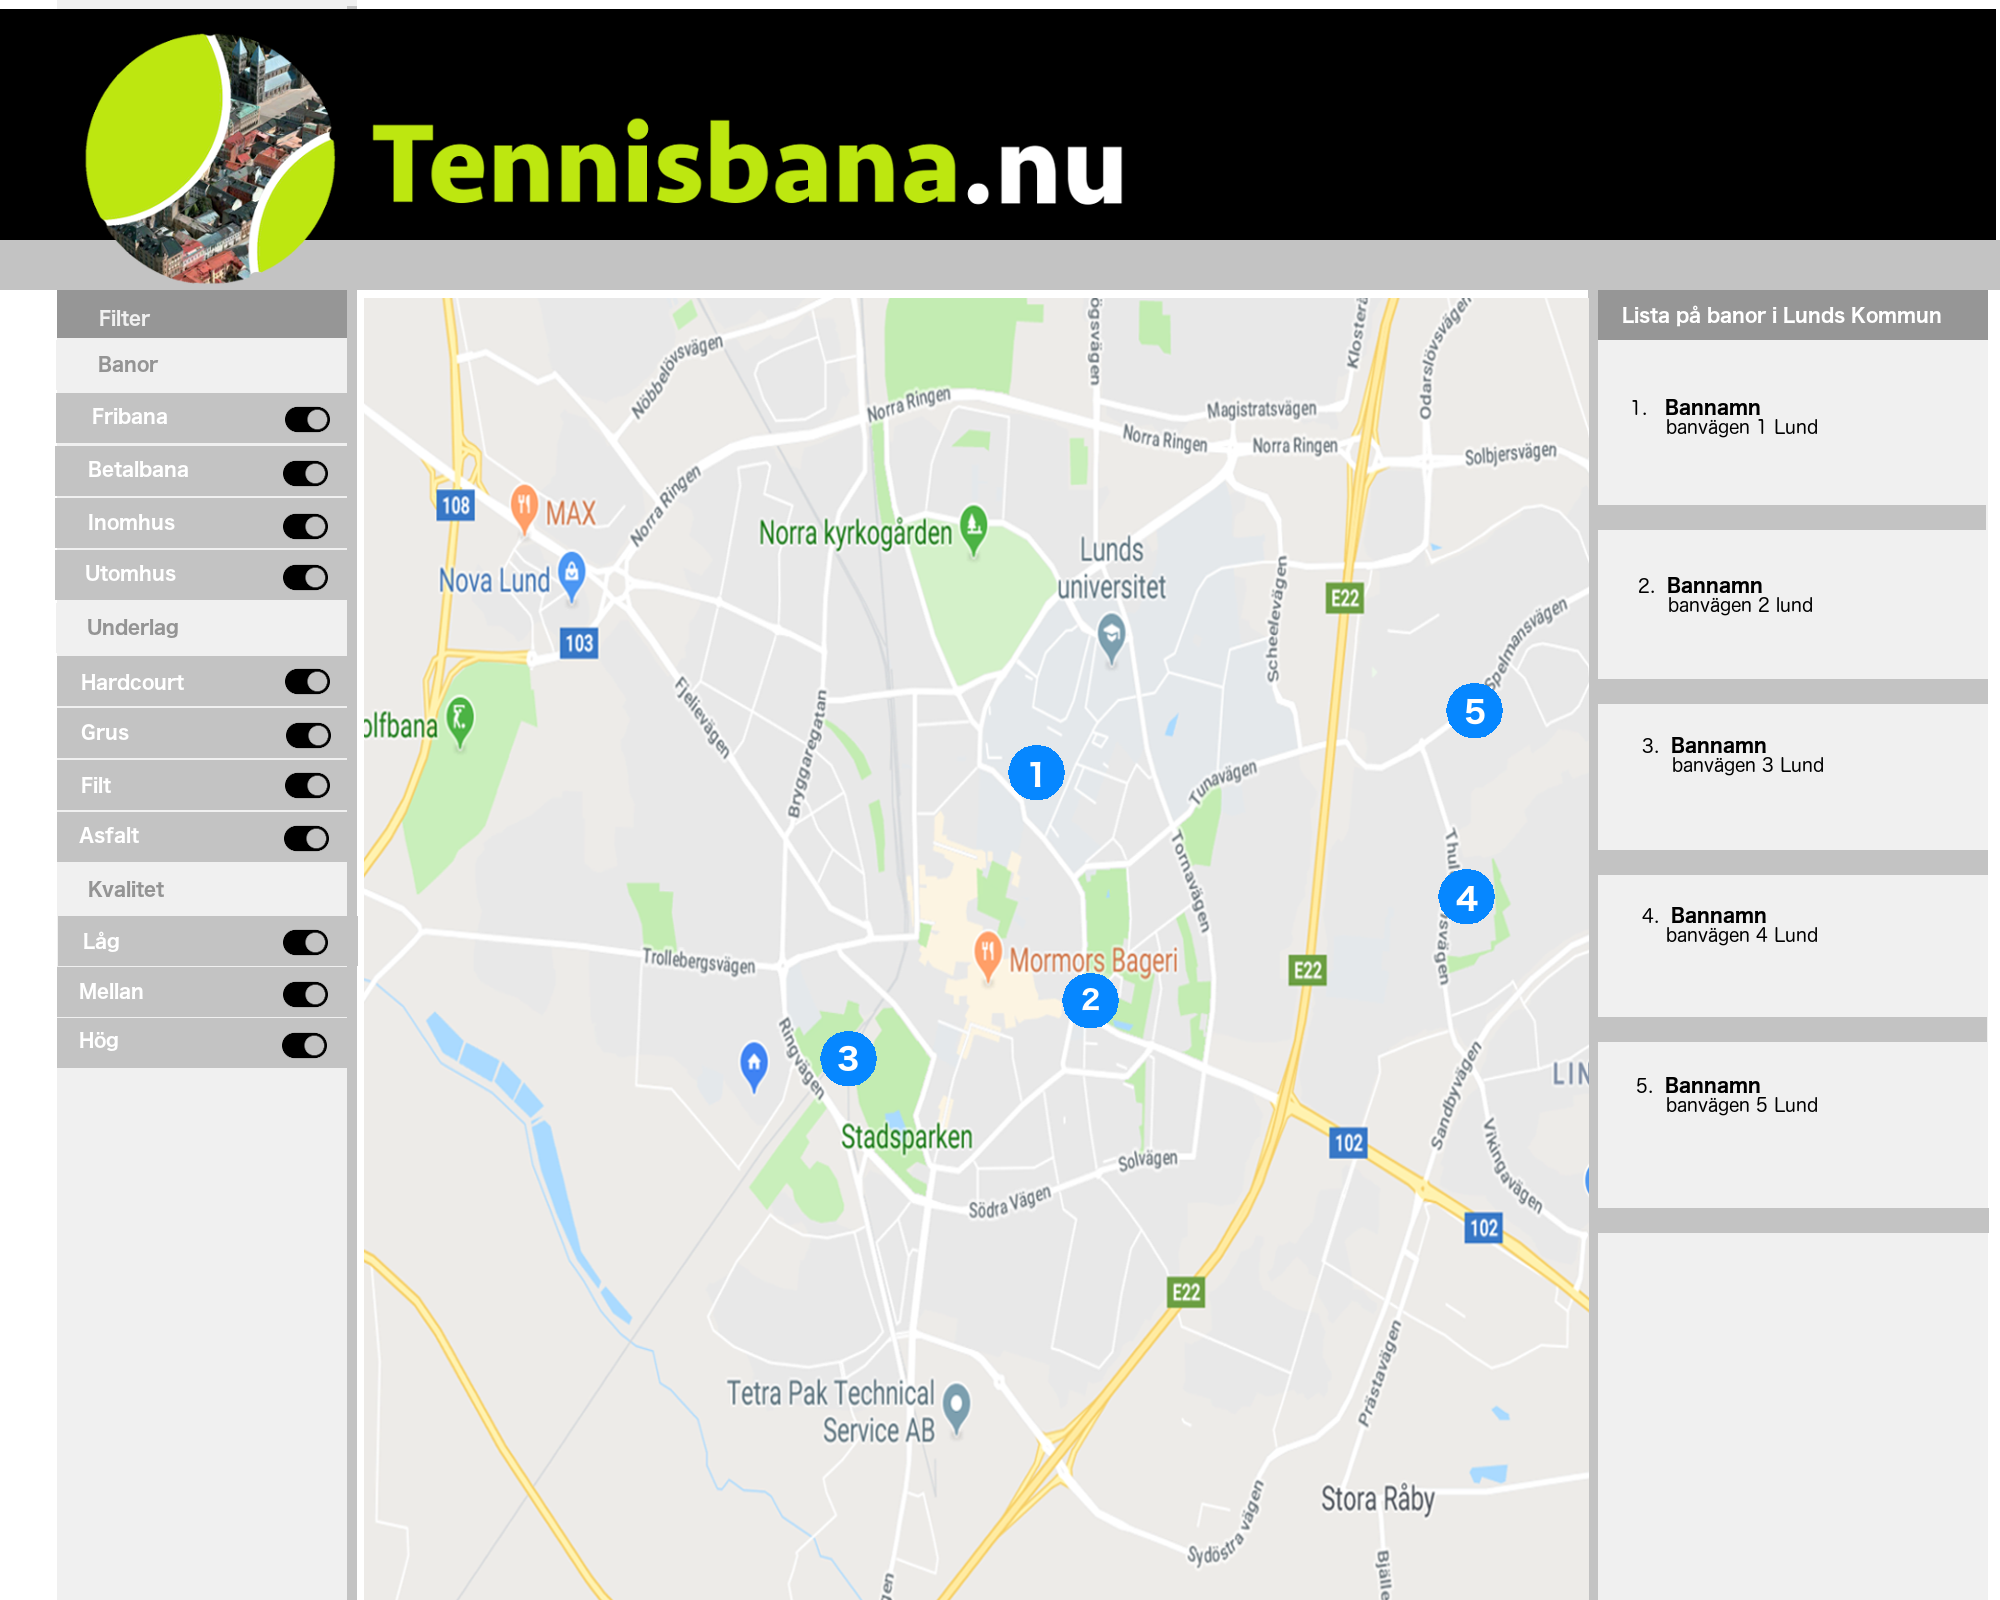 Tennisbana.nu
Filter
Banor
Fribana
Betalbana
Inomhus
Utomhus
Underlag
Hardcourt
Grus
Filt
Asfalt
Kvalitet
Låg
Mellan
Hög
ögsvägen
Klosterä
Odarslövsvägen
Nöbbelövsvägen
Norra Ringen
Magistratsvägen
Norra Ringen
Norra Ringen
Solbjersvägen
Norra Ringen
108
MAX
Norra kyrkogården
Lunds
universitet
Nova Lund
103
E22
Scheelevägen
Spelmansvägen
olfbana
Fjelievägen
Bryggaregatan
5
1
Tunavägen
Tornavägen
Thul
4
svägen
Trollebergsvägen
Mormors Bageri
E22
2
Ringvägen
3
LIN
Sandbyvägen
Stadsparken
102
Vikingavägen
Solvägen
Södra Vägen
102
E22
Prästavägen
Tetra Pak Technical
Service AB
Stora Råby
Sydöstra vägen
Bjälle
gen
Lista på banor i Lunds Kommun
1. Bannamn
banvägen 1 Lund
2. Bannamn
banvägen 2 lund
3. Bannamn
banvägen 3 Lund
4. Bannamn
banvägen 4 Lund
5. Bannamn
banvägen 5 Lund